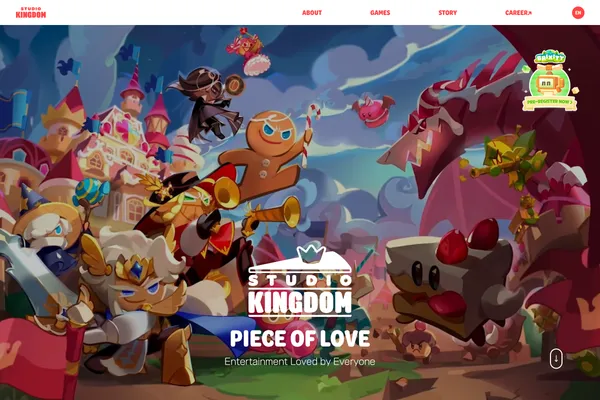 STUDIO
KINGDOM
ABOUT
GAMES
STORY
CAREER↗
EN
PRE-REGISTER NOW >
STUDIO
KINGDOM
PIECE OF LOVE
Entertainment Loved by Everyone